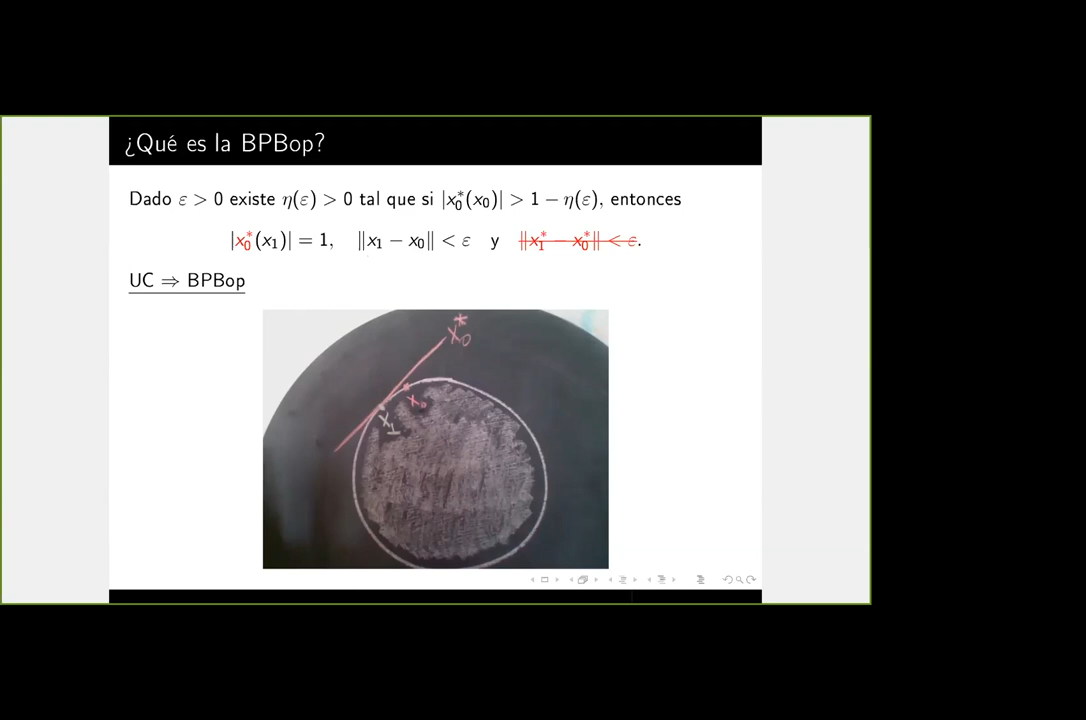 ¿Qué es la BPBop?
Dado ε > 0 existe η(ε) > 0 tal que si |x₀*(x₀)| > 1 − η(ε), entonces
|x₀*(x₁)| = 1, ‖x₁ − x₀‖ < ε y ‖x₁* − x₀*‖ < ε.
UC ⇒ BPBop
x₀*
x₀
x₁